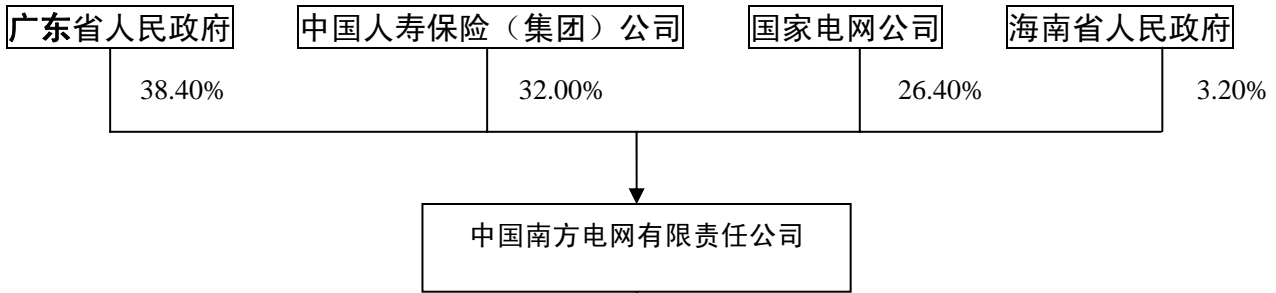 广东省人民政府 中国人寿保险（集团）公司 国家电网公司 海南省人民政府
38.40% 32.00% 26.40% 3.20%
中国南方电网有限责任公司